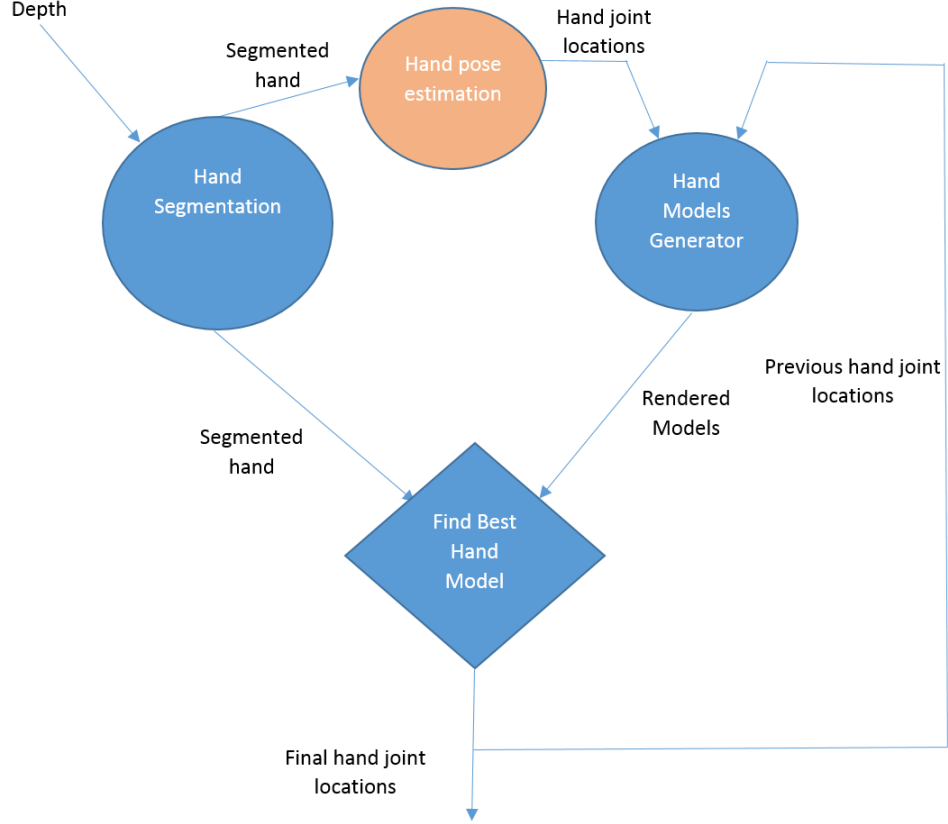 Depth
Segmented
hand
Hand pose
estimation
Hand joint
locations
Hand
Segmentation
Hand
Models
Generator
Previous hand joint
locations
Rendered
Models
Segmented
hand
Find Best
Hand
Model
Final hand joint
locations